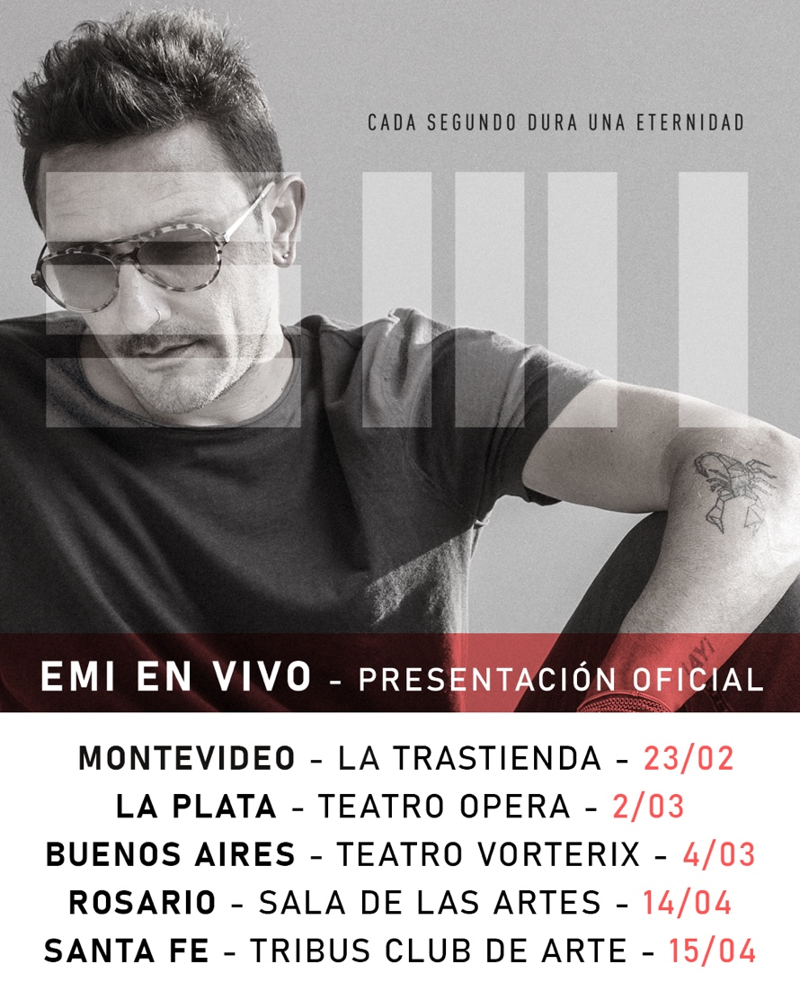 CADA SEGUNDO DURA UNA ETERNIDAD
EMI
EMI EN VIVO - PRESENTACIÓN OFICIAL
MONTEVIDEO - LA TRASTIENDA - 23/02
LA PLATA - TEATRO OPERA - 2/03
BUENOS AIRES - TEATRO VORTERIX - 4/03
ROSARIO - SALA DE LAS ARTES - 14/04
SANTA FE - TRIBUS CLUB DE ARTE - 15/04